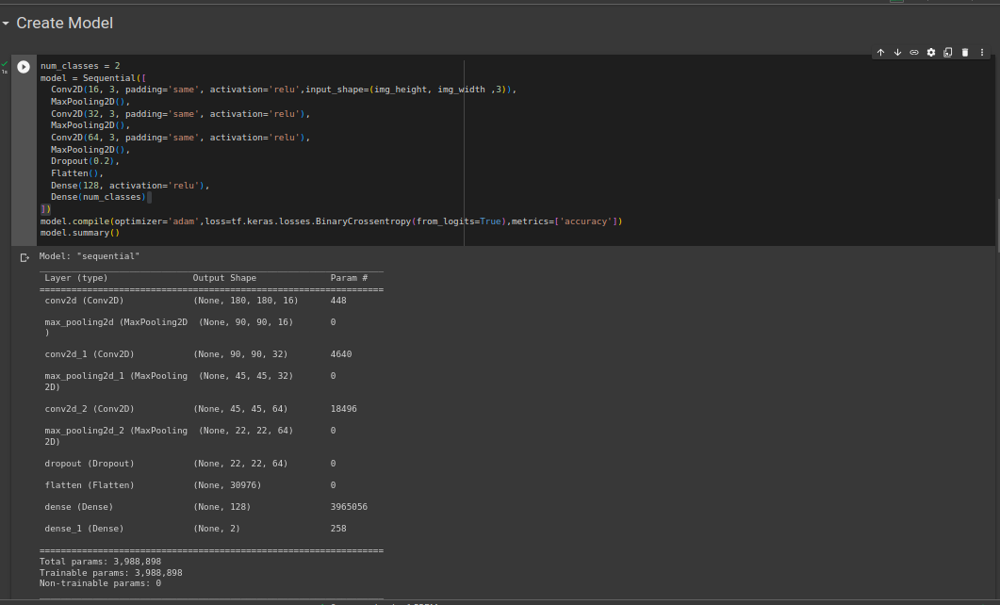 Create Model
1s
num_classes = 2
model = Sequential([
Conv2D(16, 3, padding='same', activation='relu',input_shape=(img_height, img_width ,3)),
MaxPooling2D(),
Conv2D(32, 3, padding='same', activation='relu'),
MaxPooling2D(),
Conv2D(64, 3, padding='same', activation='relu'),
MaxPooling2D(),
Dropout(0.2),
Flatten(),
Dense(128, activation='relu'),
Dense(num_classes)
])
model.compile(optimizer='adam',loss=tf.keras.losses.BinaryCrossentropy(from_logits=True),metrics=['accuracy'])
model.summary()
Model: "sequential"
Layer (type) Output Shape Param #
=================================================================
conv2d (Conv2D) (None, 180, 180, 16) 448
max_pooling2d (MaxPooling2D (None, 90, 90, 16) 0
)
conv2d_1 (Conv2D) (None, 90, 90, 32) 4640
max_pooling2d_1 (MaxPooling (None, 45, 45, 32) 0
2D)
conv2d_2 (Conv2D) (None, 45, 45, 64) 18496
max_pooling2d_2 (MaxPooling (None, 22, 22, 64) 0
2D)
dropout (Dropout) (None, 22, 22, 64) 0
flatten (Flatten) (None, 30976) 0
dense (Dense) (None, 128) 3965056
dense_1 (Dense) (None, 2) 258
=================================================================
Total params: 3,988,898
Trainable params: 3,988,898
Non-trainable params: 0